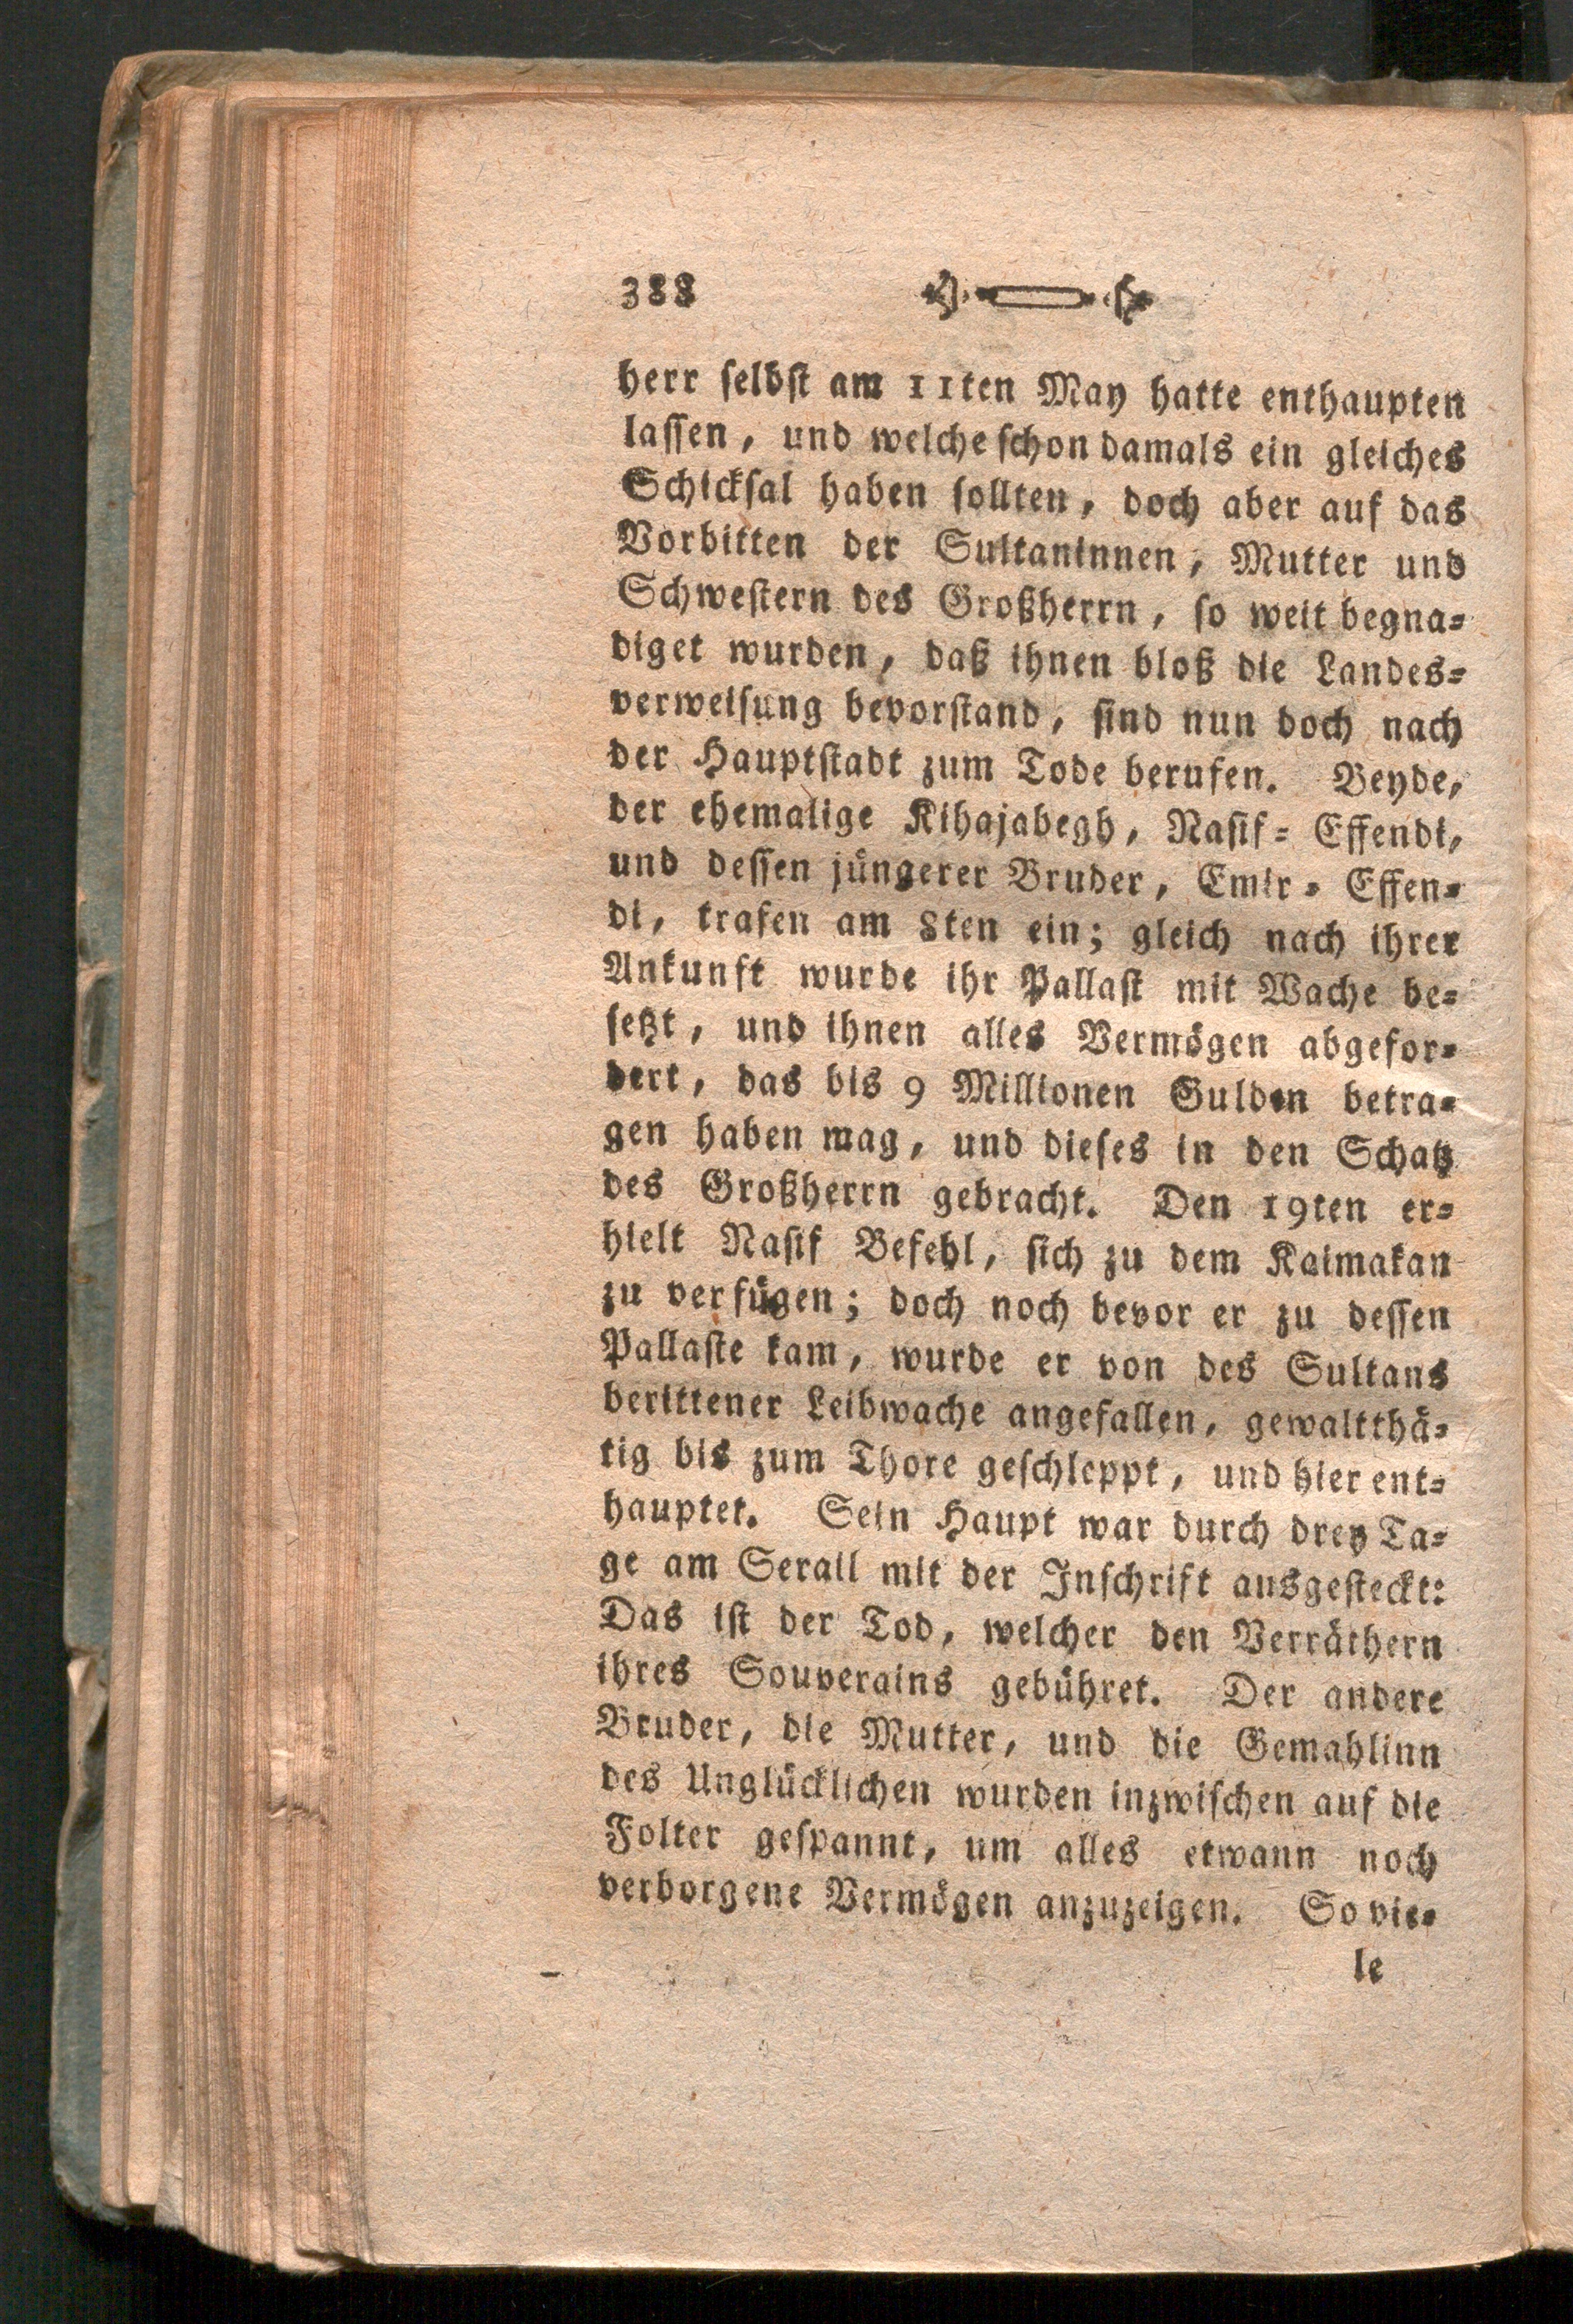 388
herr ſelbſt am 11ten May hatte enthaupten
laſſen, und welche ſchon damals ein gleiches
Schickſal haben ſollten, doch aber auf das
Vorbitten der Sultaninnen, Mutter und
Schweſtern des Großherrn, ſo weit begna⸗
diget wurden, daß ihnen bloß die Landes⸗
verweiſung bevorſtand, ſind nun doch nach
der Hauptſtadt zum Tode berufen. Beyde,
der ehemalige Kihajabegh, Naſif⸗ Effendi,
und deſſen jüngerer Bruder, Emir⸗ Effen⸗
di, trafen am 8ten ein; gleich nach ihrer
Ankunft wurde ihr Pallaſt mit Wache be⸗
ſetzt, und ihnen alles Vermögen abgefor⸗
dert, das bis 9 Millionen Gulden betra⸗
gen haben mag, und dieſes in den Schatz
des Großherrn gebracht. Den 19ten er⸗
hielt Naſif Befehl, ſich zu dem Kaimakan
zu verfügen; doch noch bevor er zu deſſen
Pallaſte kam, wurde er von des Sultans
berittener Leibwache angefallen, gewaltthä⸗
tig bis zum Thore geſchleppt, und hier ent⸗
hauptet. Sein Haupt war durch drey Ta⸗
ge am Serail mit der Inſchrift ausgeſteckt:
Das iſt der Tod, welcher den Verräthern
ihres Souverains gebühret. Der andere
Bruder, die Mutter, und die Gemahlinn
des Unglücklichen wurden inzwiſchen auf die
Folter geſpannt, um alles etwann noch
verborgene Vermögen anzuzeigen. So vie⸗
le